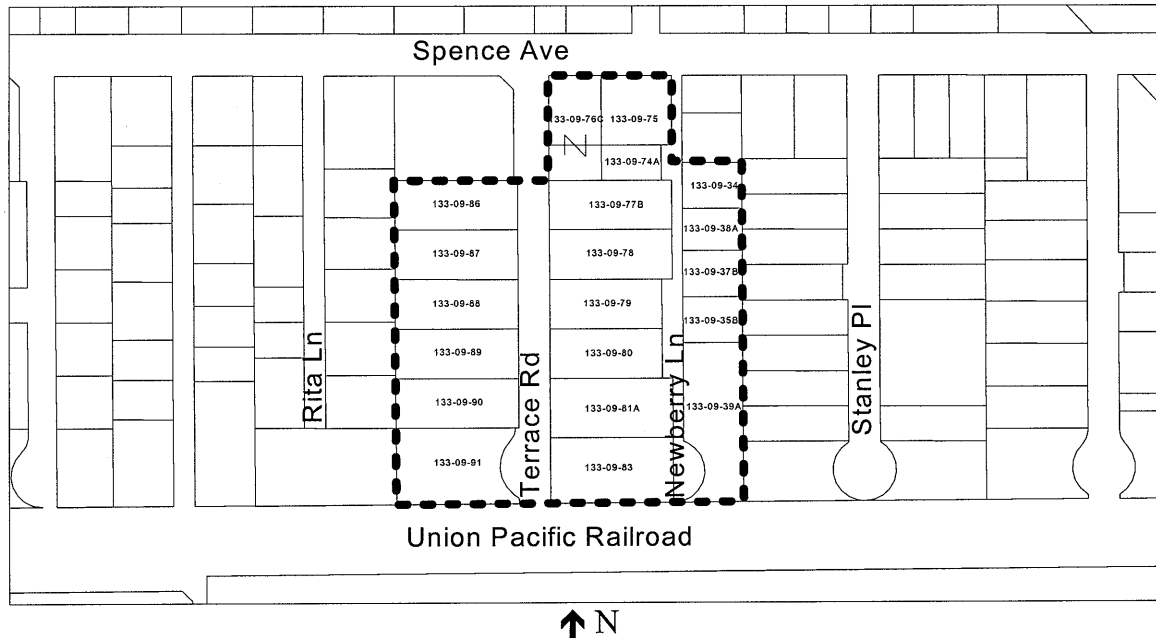 Spence Ave
133-09-76C 133-09-75
133-09-74A
133-09-34
133-09-86 133-09-77B
133-09-38A
133-09-87 133-09-78
133-09-37B
133-09-88 133-09-79
133-09-35B
133-09-89 133-09-80
133-09-90 133-09-81A 133-09-39A
133-09-91 133-09-83
Rita Ln
Terrace Rd
Newberry Ln
Stanley Pl
Union Pacific Railroad
N